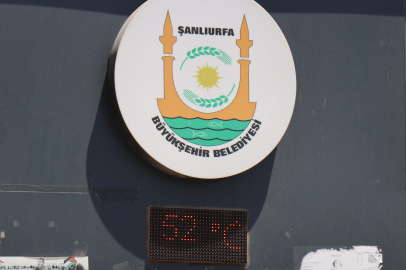 ŞANLIURFA
BÜYÜKŞEHİR BELEDİYESİ
52 °C